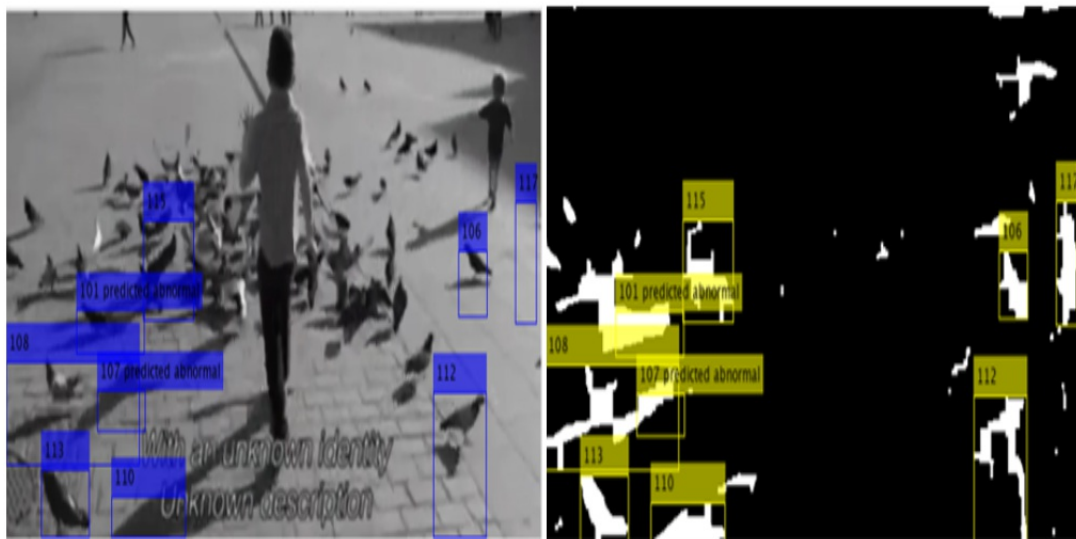 117
115
106
101 predicted abnormal
108
107 predicted abnormal
112
113
110
With an unknown identity
Unknown description
117
115
106
101 predicted abnormal
108
107 predicted abnormal
112
113
110